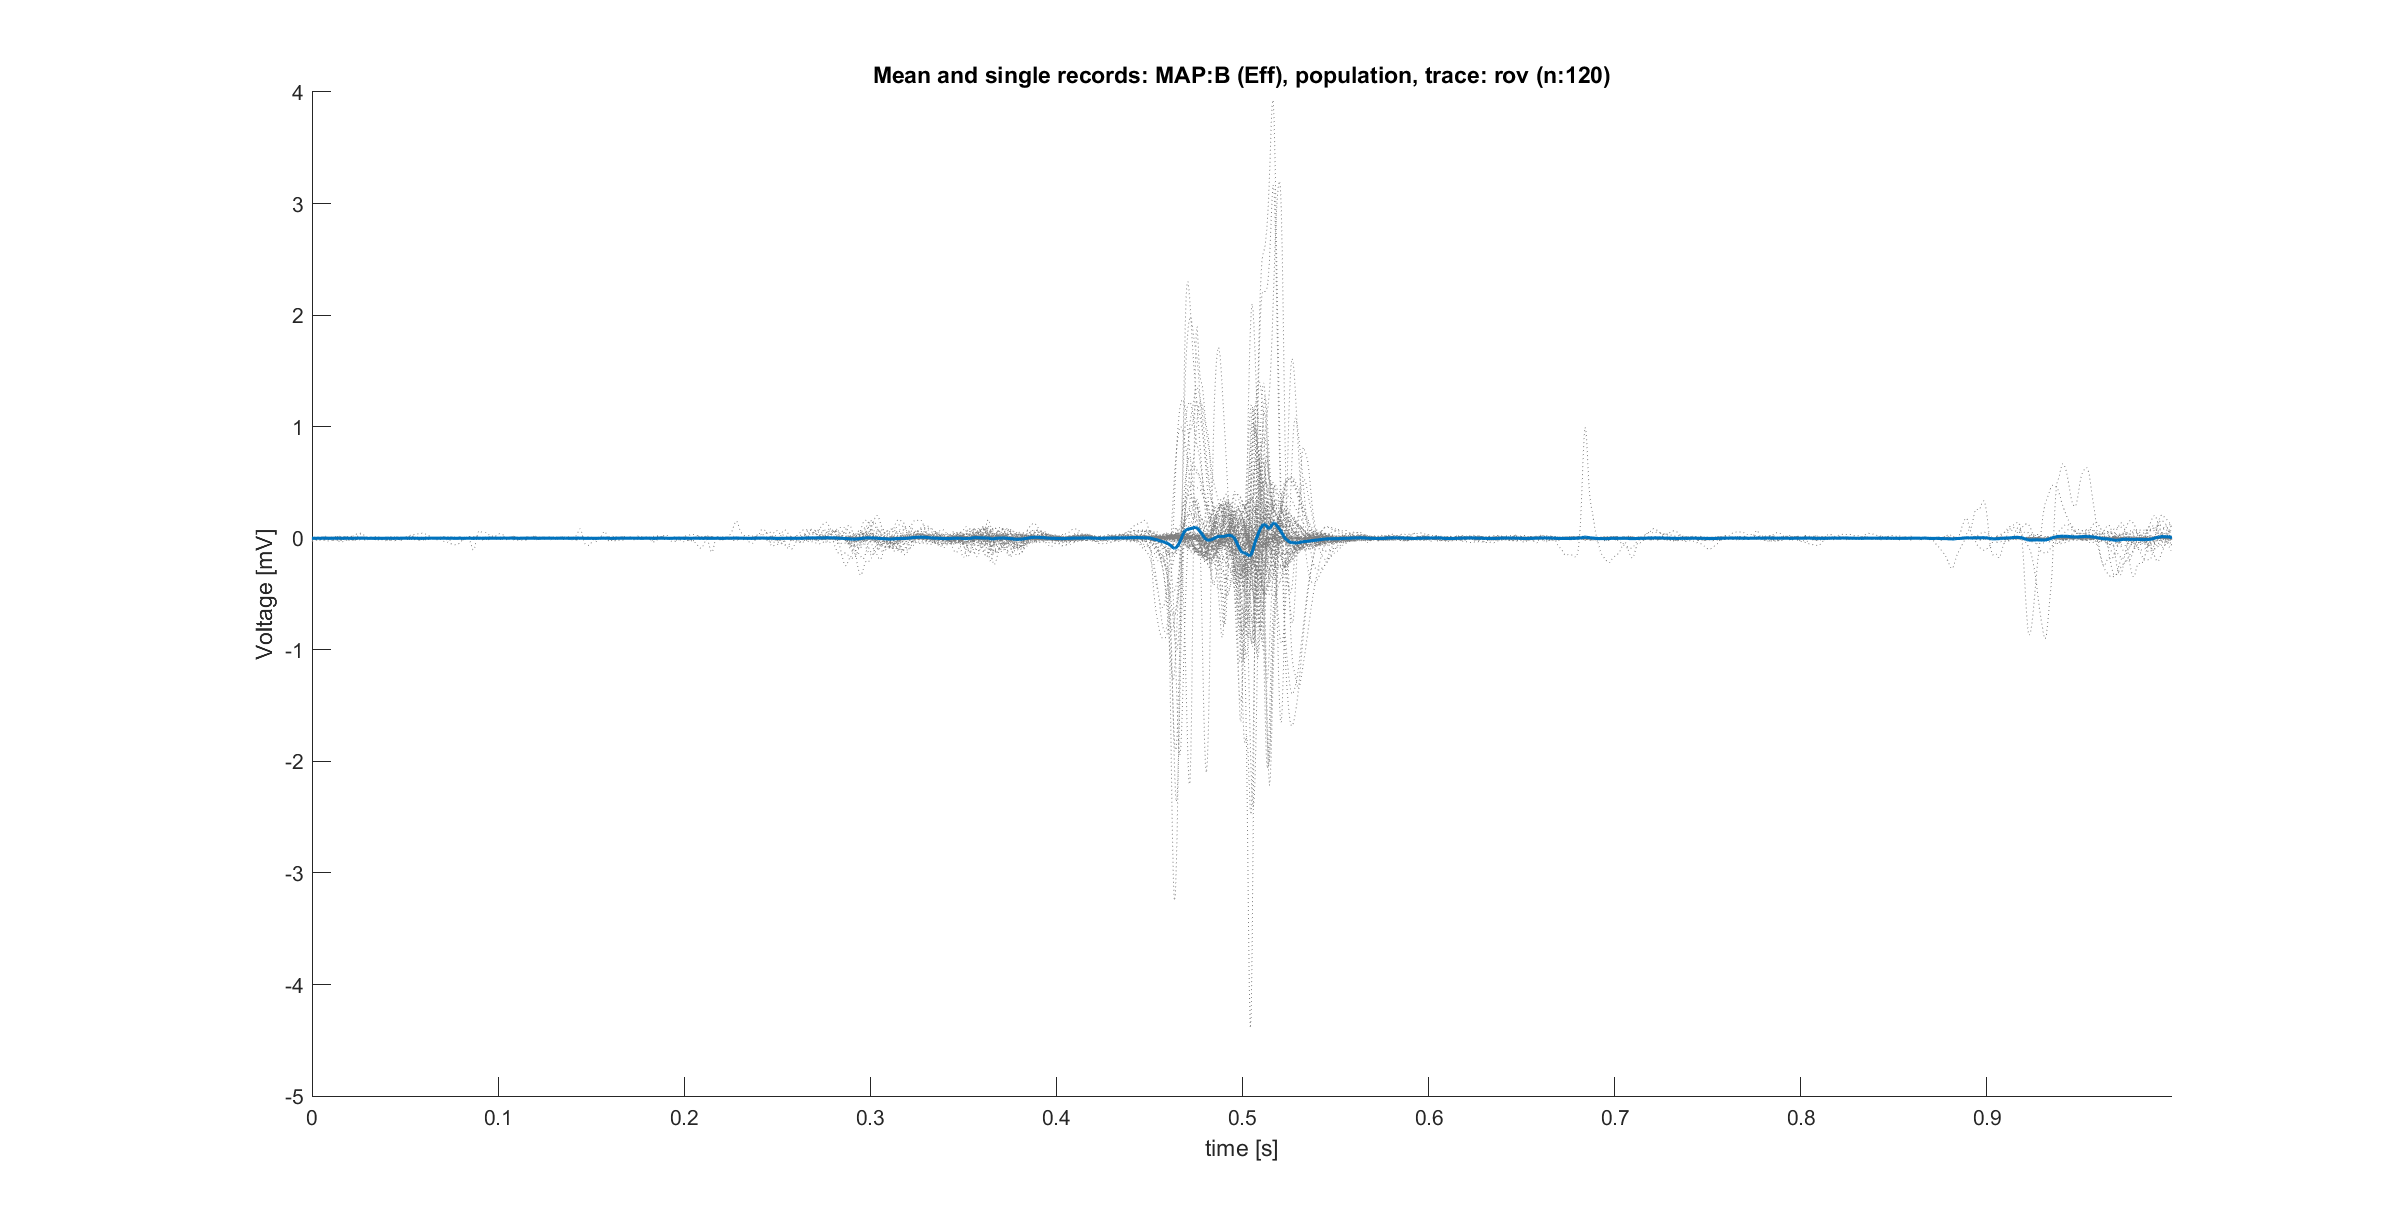 Mean and single records: MAP:B (Eff), population, trace: rov (n:120)
4
3
2
1
0
-1
-2
-3
-4
-5
Voltage [mV]
0 0.1 0.2 0.3 0.4 0.5 0.6 0.7 0.8 0.9
time [s]